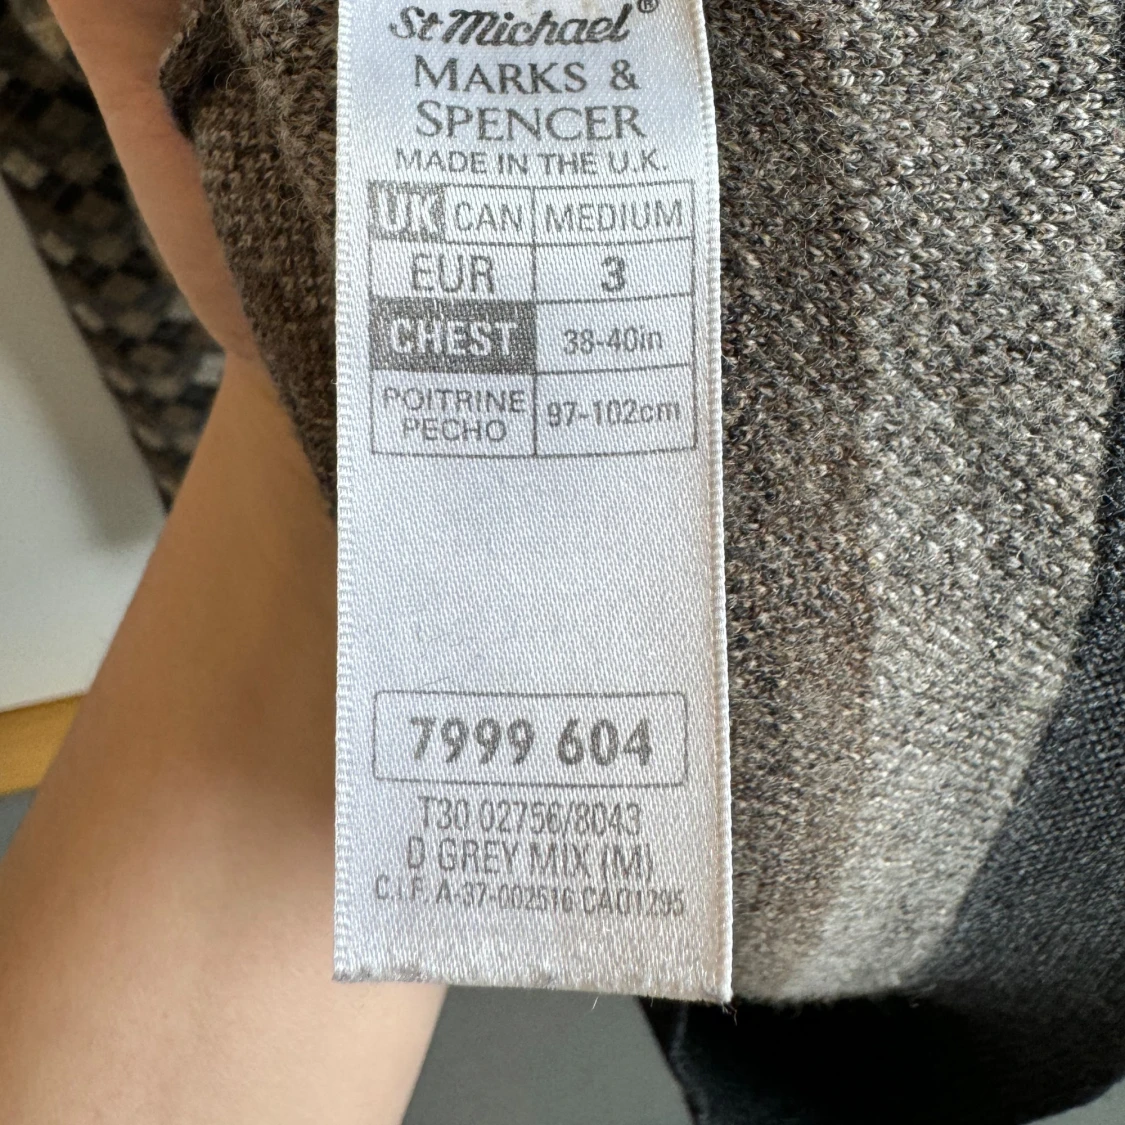 St Michael®
MARKS &
SPENCER
MADE IN THE U.K.
UK CAN MEDIUM
EUR 3
CHEST 38-40in
POITRINE
PECHO 97-102cm
7999 604
T30 02756/8043
D GREY MIX (M)
C.I.F. A-37-002516 CA01295